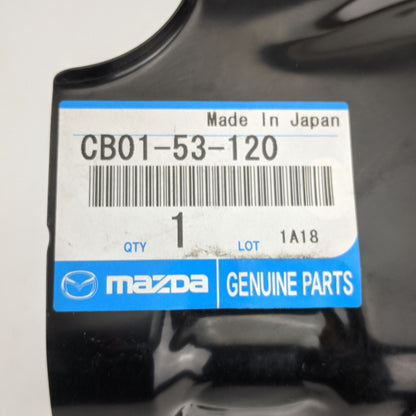 Made In Japan
CB01-53-120
QTY 1 LOT 1A18
mazda GENUINE PARTS